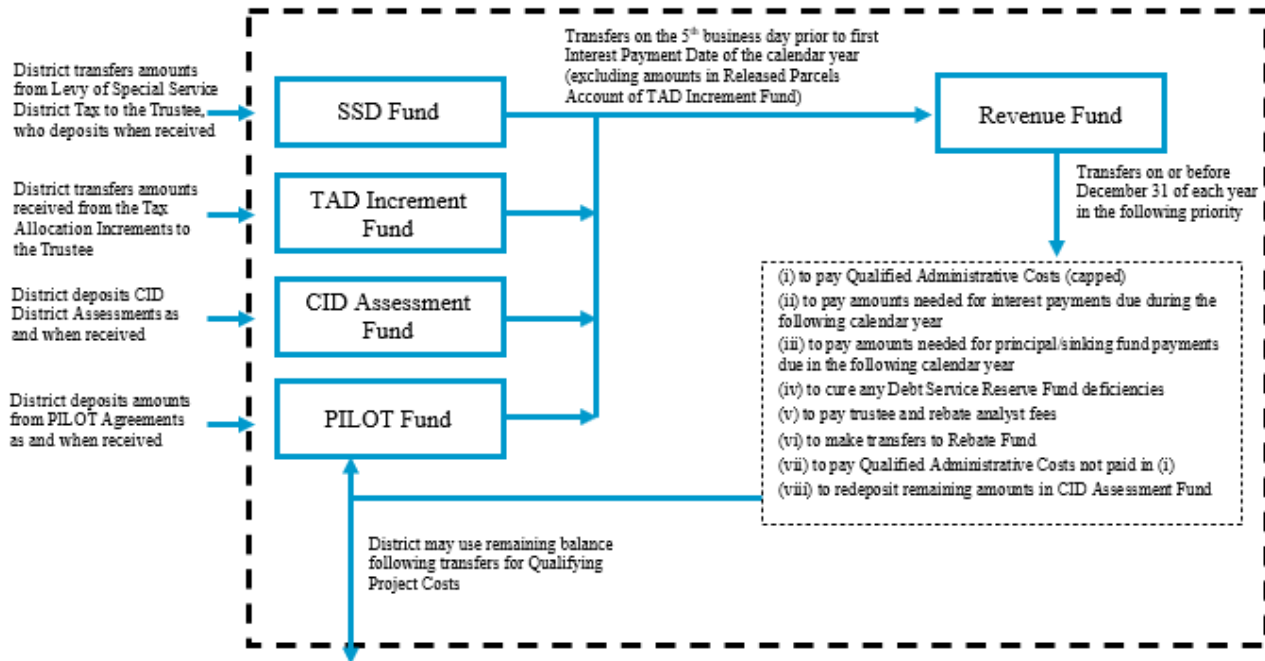 District transfers amounts
from Levy of Special Service
District Tax to the Trustee,
who deposits when received
SSD Fund
Transfers on the 5th business day prior to first
Interest Payment Date of the calendar year
(excluding amounts in Released Parcels
Account of TAD Increment Fund)
Revenue Fund
Transfers on or before
December 31 of each year
in the following priority
District transfers amounts
received from the Tax
Allocation Increments to
the Trustee
TAD Increment
Fund
District deposits CID
District Assessments as
and when received
CID Assessment
Fund
District deposits amounts
from PILOT Agreements
as and when received
PILOT Fund
(i) to pay Qualified Administrative Costs (capped)
(ii) to pay amounts needed for interest payments due during the
following calendar year
(iii) to pay amounts needed for principal/sinking fund payments
due in the following calendar year
(iv) to cure any Debt Service Reserve Fund deficiencies
(v) to pay trustee and rebate analyst fees
(vi) to make transfers to Rebate Fund
(vii) to pay Qualified Administrative Costs not paid in (i)
(viii) to redeposit remaining amounts in CID Assessment Fund
District may use remaining balance
following transfers for Qualifying
Project Costs